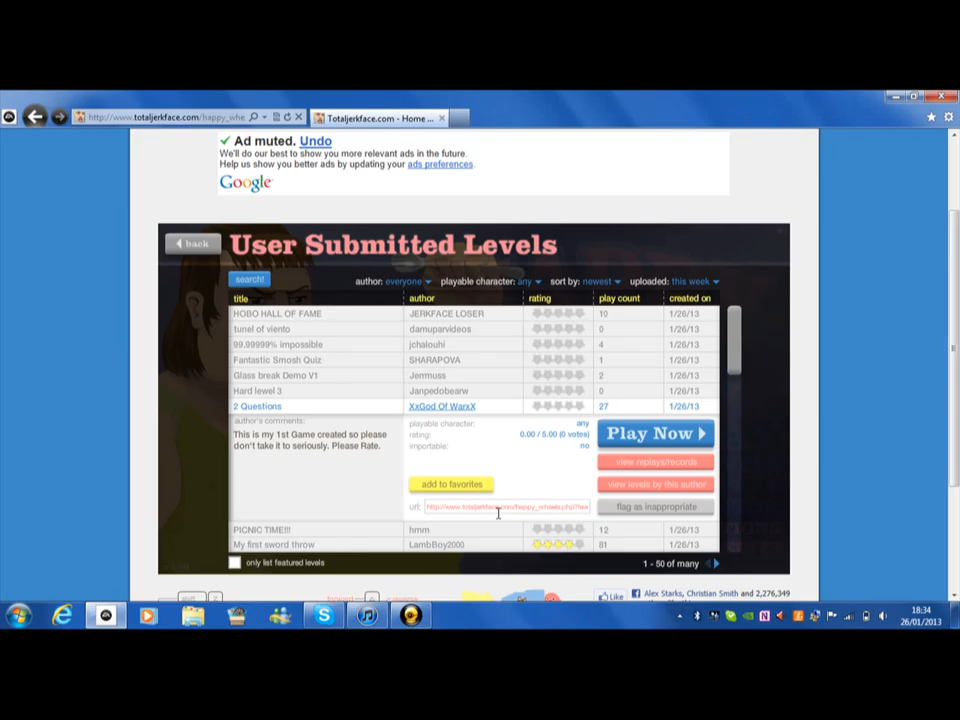 http://www.totaljerkface.com/happy_whe
Totaljerkface.com - Home ...
Ad muted. Undo
We'll do our best to show you more relevant ads in the future.
Help us show you better ads by updating your ads preferences.
Google
back
User Submitted Levels
search!
author: everyone playable character: any sort by: newest uploaded: this week
title author rating play count created on
HOBO HALL OF FAME JERKFACE LOSER 10 1/26/13
tunel of viento damuparvideos 0 1/26/13
99.99999% impossible jchalouhi 4 1/26/13
Fantastic Smosh Quiz SHARAPOVA 1 1/26/13
Glass break Demo V1 Jemmuss 2 1/26/13
Hard level 3 Janpedobearw 0 1/26/13
2 Questions XxGod Of WarxX 27 1/26/13
author's comments:
This is my 1st Game created so please
don't take it to seriously. Please Rate.
playable character: any
rating: 0.00 / 5.00 (0 votes)
importable: no
Play Now
view replays/records
add to favorites
view levels by this author
url: http://www.totaljerkface.com/happy_wheels.php?lev
flag as inappropriate
PICNIC TIME!!! hmm 12 1/26/13
My first sword throw LambBoy2000 81 1/26/13
only list featured levels
1 - 50 of many
Like
Alex Starks, Christian Smith and 2,276,349
18:34
26/01/2013